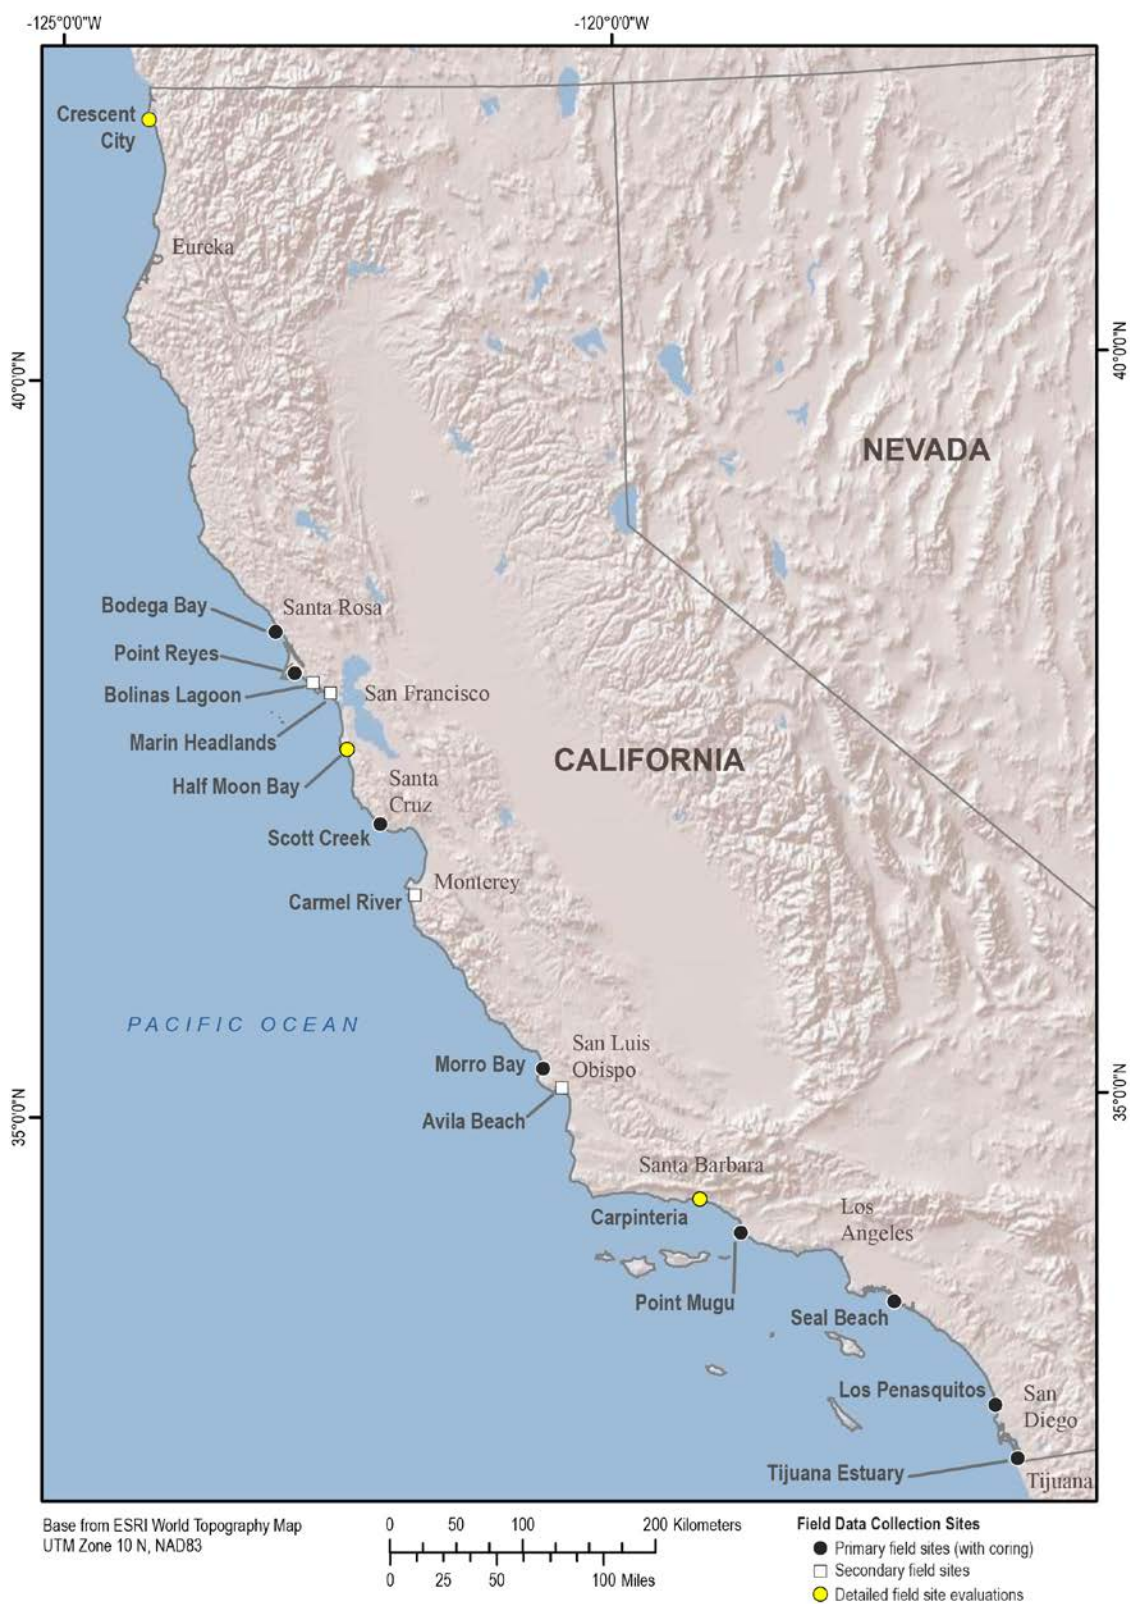 -125°0'0"W
-120°0'0"W
Crescent
City
Eureka
40°0'0"N
40°0'0"N
NEVADA
Bodega Bay
Santa Rosa
Point Reyes
Bolinas Lagoon
San Francisco
Marin Headlands
CALIFORNIA
Half Moon Bay
Santa
Cruz
Scott Creek
Monterey
Carmel River
PACIFIC OCEAN
San Luis
Obispo
Morro Bay
Avila Beach
35°0'0"N
35°0'0"N
Santa Barbara
Carpinteria
Los
Angeles
Point Mugu
Seal Beach
Los Penasquitos
San
Diego
Tijuana Estuary
Tijuana
Base from ESRI World Topography Map
UTM Zone 10 N, NAD83
0 50 100 200 Kilometers
0 25 50 100 Miles
Field Data Collection Sites
Primary field sites (with coring)
Secondary field sites
Detailed field site evaluations